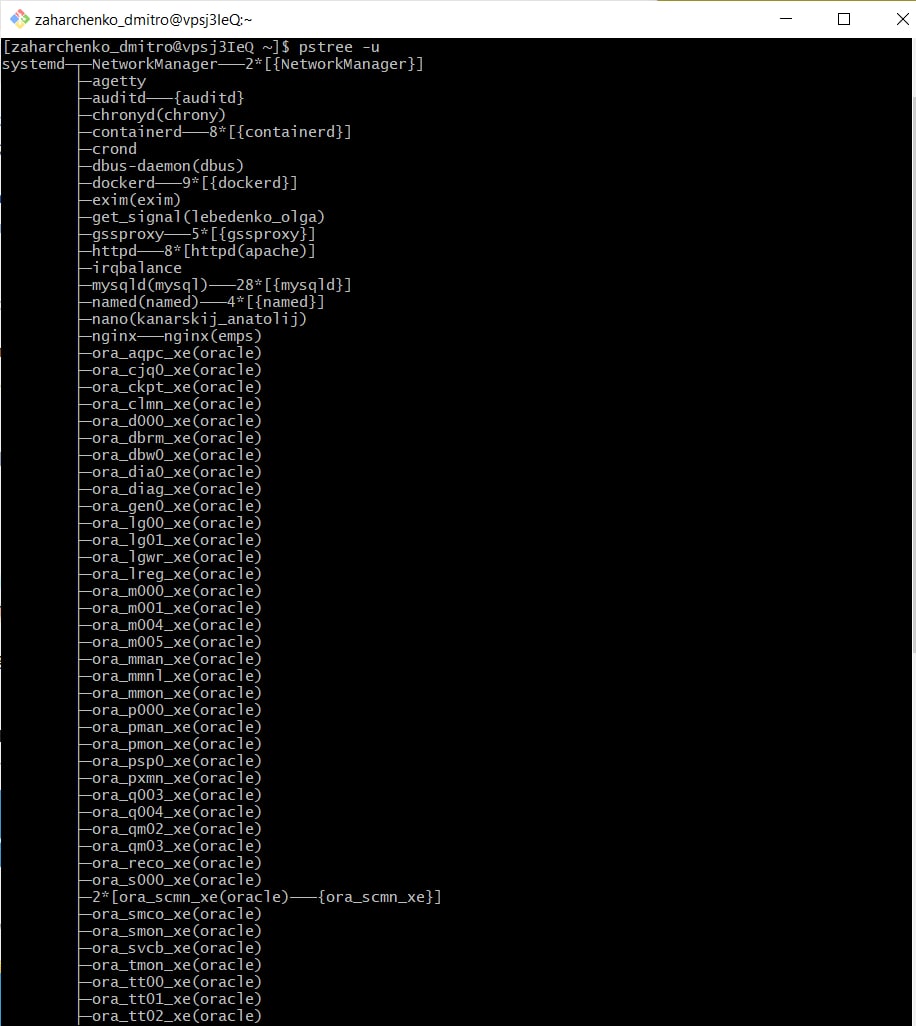 zaharchenko_dmitro@vpsj3IeQ:~
[zaharchenko_dmitro@vpsj3IeQ ~]$ pstree -u
systemd─┬─NetworkManager───2*[{NetworkManager}]
        ├─agetty
        ├─auditd───{auditd}
        ├─chronyd(chrony)
        ├─containerd───8*[{containerd}]
        ├─crond
        ├─dbus-daemon(dbus)
        ├─dockerd───9*[{dockerd}]
        ├─exim(exim)
        ├─get_signal(lebedenko_olga)
        ├─gssproxy───5*[{gssproxy}]
        ├─httpd───8*[httpd(apache)]
        ├─irqbalance
        ├─mysqld(mysql)───28*[{mysqld}]
        ├─named(named)───4*[{named}]
        ├─nano(kanarskij_anatolij)
        ├─nginx───nginx(emps)
        ├─ora_aqpc_xe(oracle)
        ├─ora_cjq0_xe(oracle)
        ├─ora_ckpt_xe(oracle)
        ├─ora_clmn_xe(oracle)
        ├─ora_d000_xe(oracle)
        ├─ora_dbrm_xe(oracle)
        ├─ora_dbw0_xe(oracle)
        ├─ora_dia0_xe(oracle)
        ├─ora_diag_xe(oracle)
        ├─ora_gen0_xe(oracle)
        ├─ora_lg00_xe(oracle)
        ├─ora_lg01_xe(oracle)
        ├─ora_lgwr_xe(oracle)
        ├─ora_lreg_xe(oracle)
        ├─ora_m000_xe(oracle)
        ├─ora_m001_xe(oracle)
        ├─ora_m004_xe(oracle)
        ├─ora_m005_xe(oracle)
        ├─ora_mman_xe(oracle)
        ├─ora_mmnl_xe(oracle)
        ├─ora_mmon_xe(oracle)
        ├─ora_p000_xe(oracle)
        ├─ora_pman_xe(oracle)
        ├─ora_pmon_xe(oracle)
        ├─ora_psp0_xe(oracle)
        ├─ora_pxmn_xe(oracle)
        ├─ora_q003_xe(oracle)
        ├─ora_q004_xe(oracle)
        ├─ora_qm02_xe(oracle)
        ├─ora_qm03_xe(oracle)
        ├─ora_reco_xe(oracle)
        ├─ora_s000_xe(oracle)
        ├─2*[ora_scmn_xe(oracle)───{ora_scmn_xe}]
        ├─ora_smco_xe(oracle)
        ├─ora_smon_xe(oracle)
        ├─ora_svcb_xe(oracle)
        ├─ora_tmon_xe(oracle)
        ├─ora_tt00_xe(oracle)
        ├─ora_tt01_xe(oracle)
        ├─ora_tt02_xe(oracle)